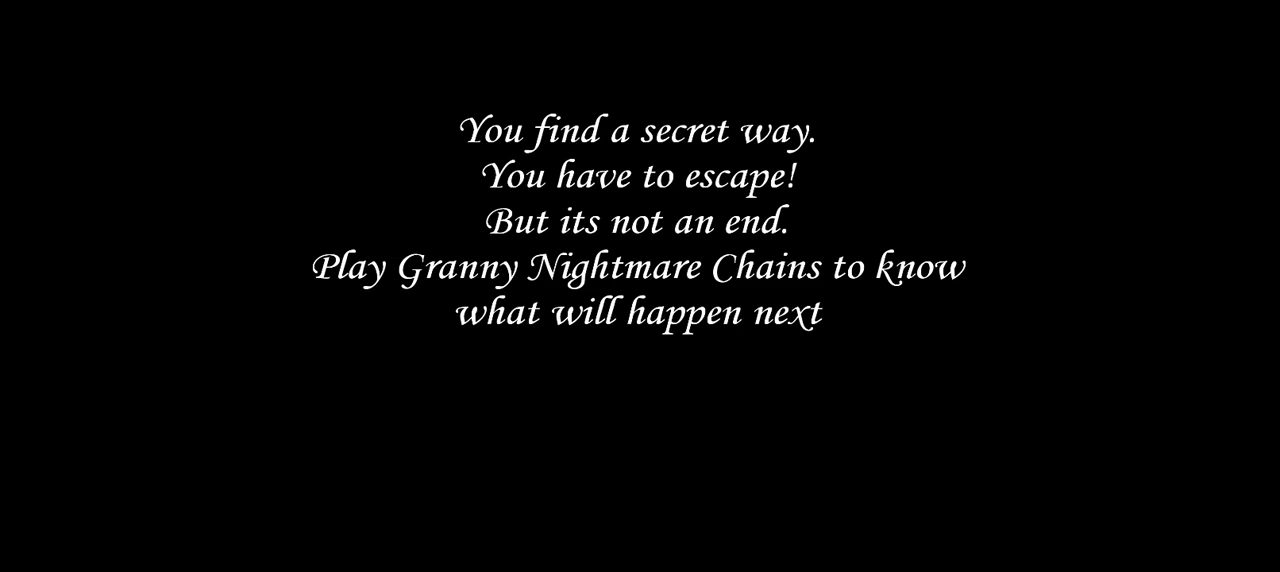 You find a secret way.
You have to escape!
But its not an end.
Play Granny Nightmare Chains to know
what will happen next